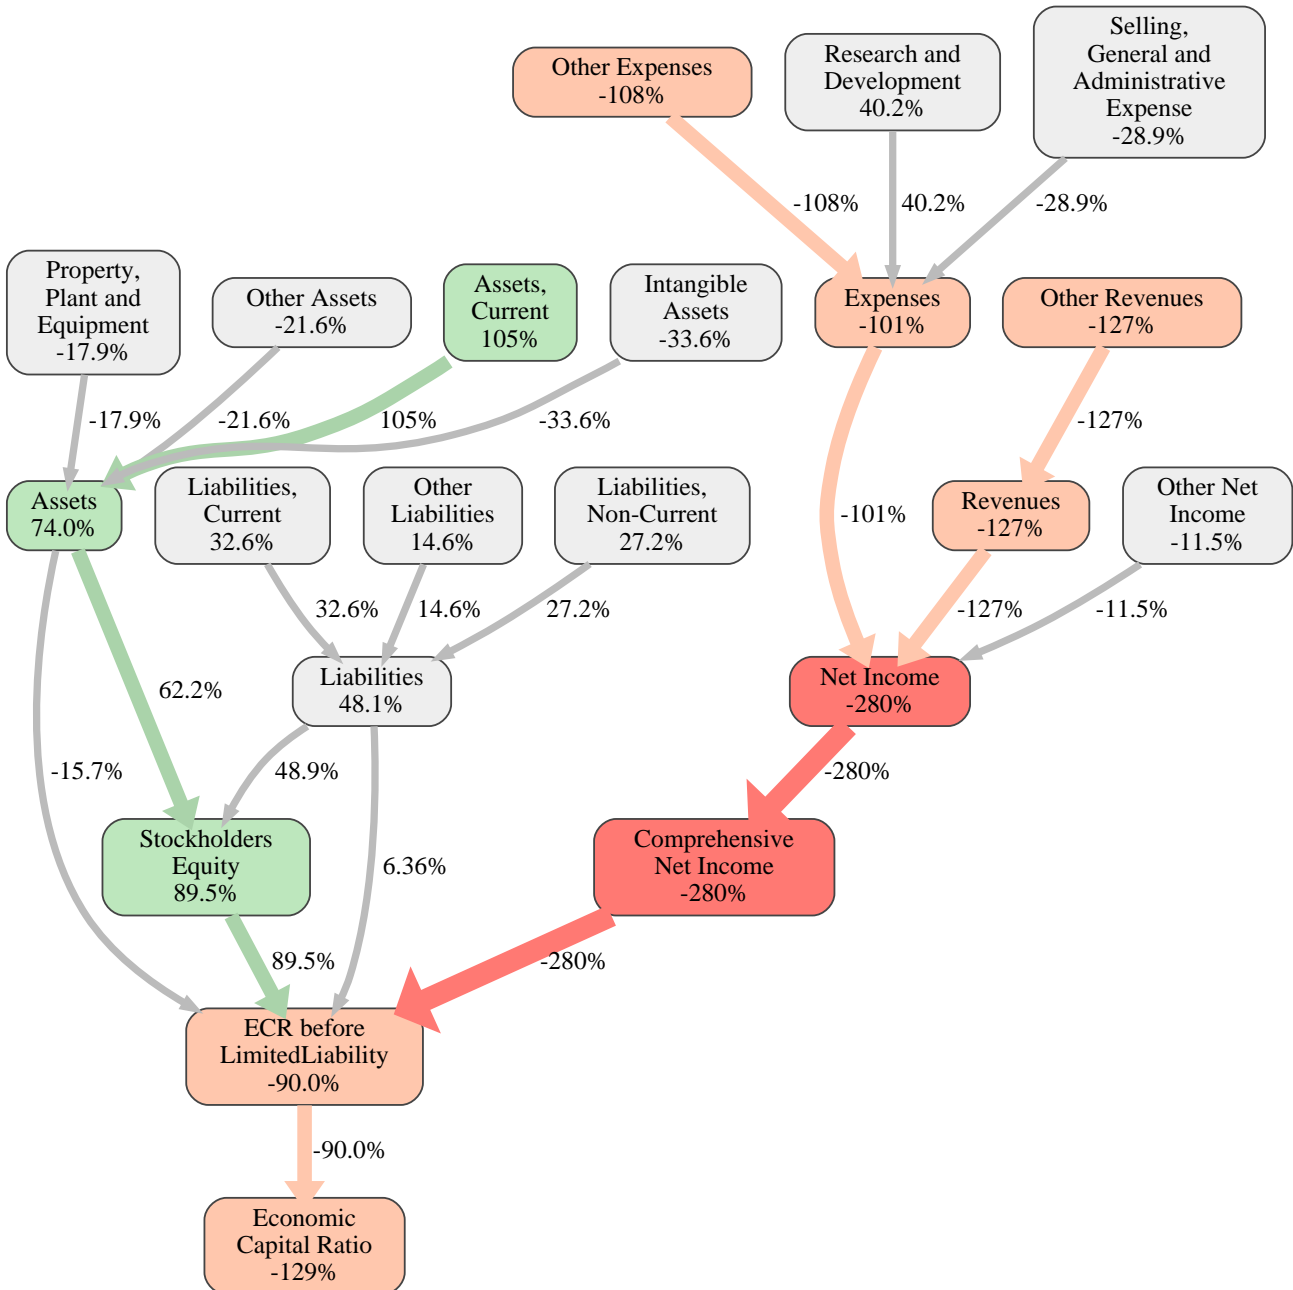 Selling,
General and
Administrative
Expense
-28.9%
Research and
Development
40.2%
Other Expenses
-108%
-108%
40.2%
-28.9%
Property,
Plant and
Equipment
-17.9%
Other Assets
-21.6%
Assets,
Current
105%
Intangible
Assets
-33.6%
Expenses
-101%
Other Revenues
-127%
-17.9%
-21.6%
105%
-33.6%
-127%
Assets
74.0%
Liabilities,
Current
32.6%
Other
Liabilities
14.6%
Liabilities,
Non-Current
27.2%
-101%
Revenues
-127%
Other Net
Income
-11.5%
32.6%
14.6%
27.2%
-127%
-11.5%
62.2%
Liabilities
48.1%
Net Income
-280%
-15.7%
48.9%
-280%
Stockholders
Equity
89.5%
6.36%
Comprehensive
Net Income
-280%
89.5%
-280%
ECR before
LimitedLiability
-90.0%
-90.0%
Economic
Capital Ratio
-129%